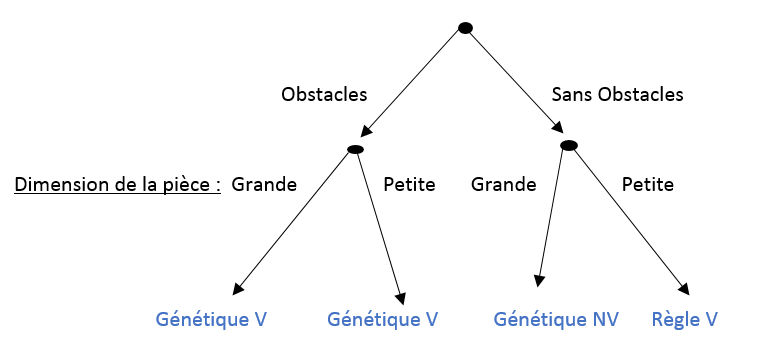 Obstacles Sans Obstacles
Dimension de la pièce : Grande Petite Grande Petite
Génétique V Génétique V Génétique NV Règle V